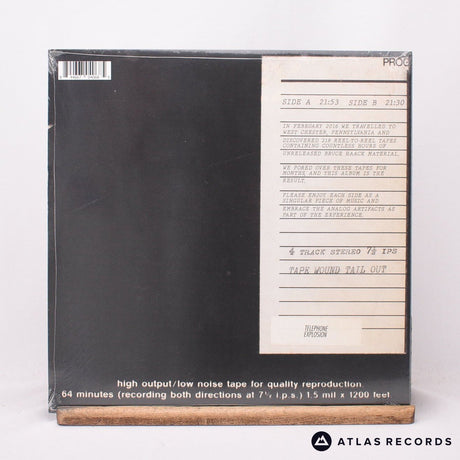 PROG
SIDE A 21:53 SIDE B 21:30
IN FEBRUARY 2016 WE TRAVELLED TO
WEST CHESTER, PENNSYLVANIA AND
DISCOVERED 218 REEL-TO-REEL TAPES
CONTAINING COUNTLESS HOURS OF
UNRELEASED BRUCE HAACK MATERIAL.
WE PORED OVER THESE TAPES FOR
MONTHS AND THIS ALBUM IS THE
RESULT.
PLEASE ENJOY EACH SIDE AS A
SINGULAR PIECE OF MUSIC AND
EMBRACE THE ANALOG ARTIFACTS AS
PART OF THE EXPERIENCE.
¼ TRACK STEREO 7½ IPS
TAPE WOUND TAIL OUT
TELEPHONE
EXPLOSION
high output/low noise tape for quality reproduction
64 minutes (recording both directions at 7½ i.p.s.) 1.5 mil x 1200 feet
ATLAS RECORDS